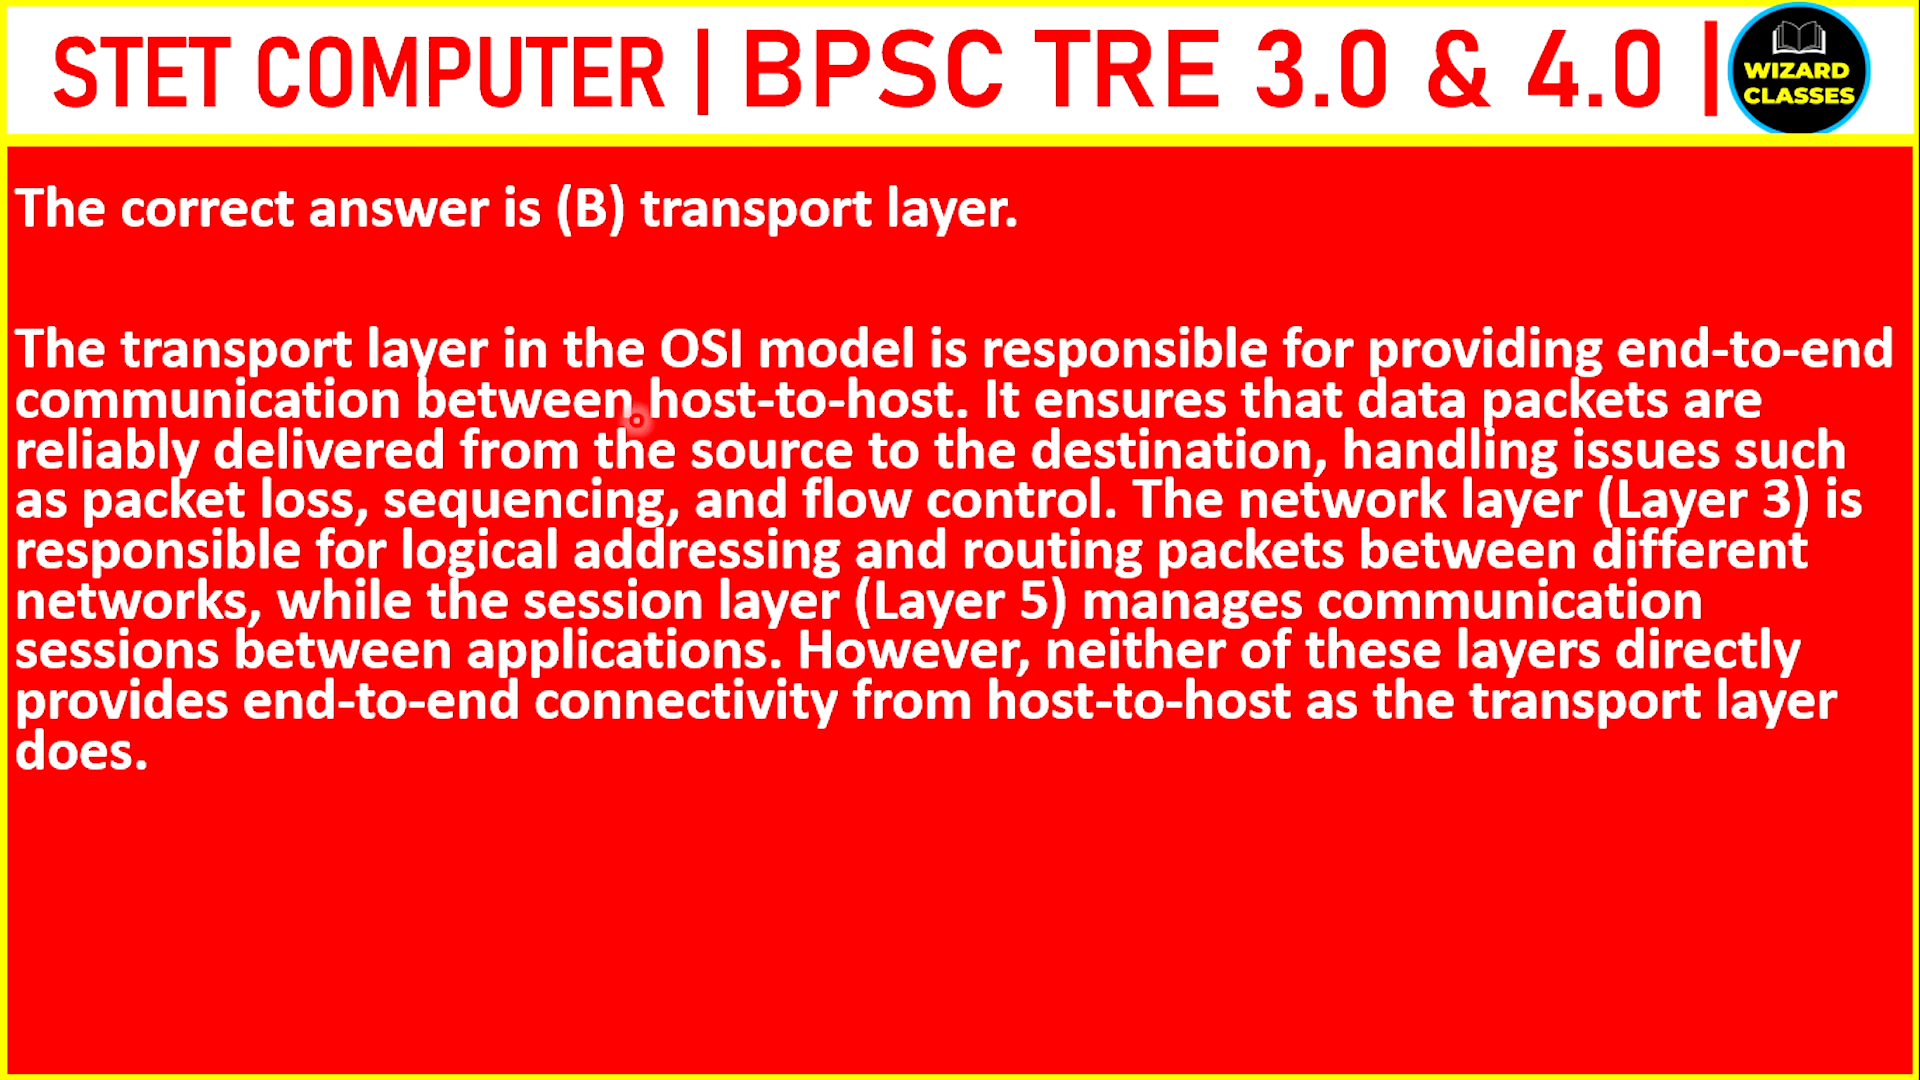 STET COMPUTER | BPSC TRE 3.0 & 4.0 |
WIZARD
CLASSES
The correct answer is (B) transport layer.
The transport layer in the OSI model is responsible for providing end-to-end
communication between host-to-host. It ensures that data packets are
reliably delivered from the source to the destination, handling issues such
as packet loss, sequencing, and flow control. The network layer (Layer 3) is
responsible for logical addressing and routing packets between different
networks, while the session layer (Layer 5) manages communication
sessions between applications. However, neither of these layers directly
provides end-to-end connectivity from host-to-host as the transport layer
does.